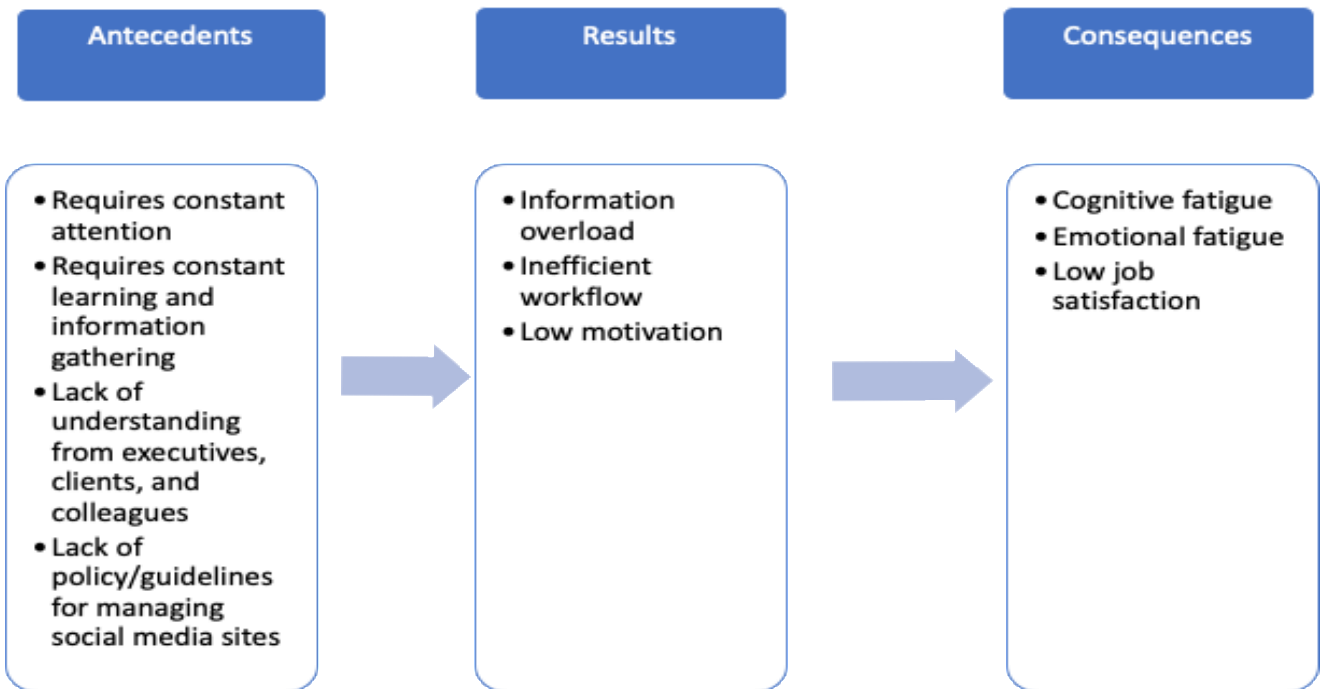 Antecedents
Results
Consequences
• Requires constant
attention
• Requires constant
learning and
information
gathering
• Lack of
understanding
from executives,
clients, and
colleagues
• Lack of
policy/guidelines
for managing
social media sites
• Information
overload
• Inefficient
workflow
• Low motivation
• Cognitive fatigue
• Emotional fatigue
• Low job
satisfaction